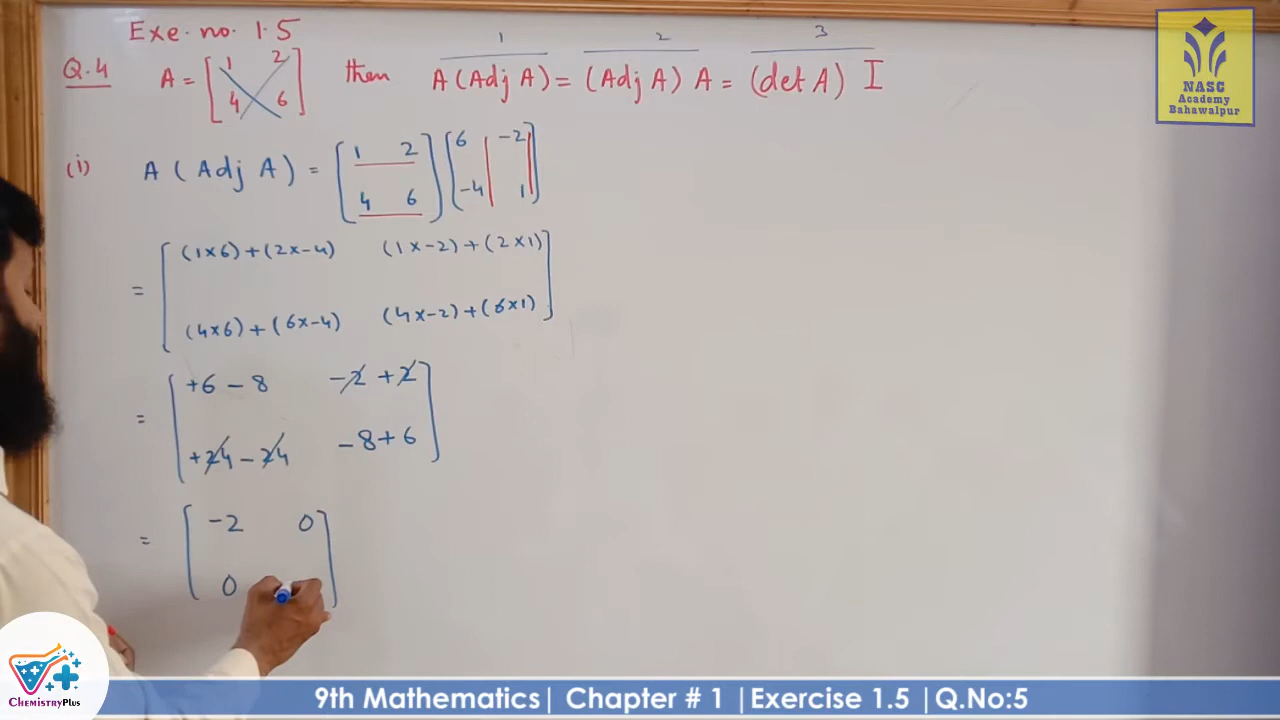 Exe. no. 1.5
Q.4 A = [1 2
4 6] then A (Adj A) = (Adj A) A = (det A) I
1 2 3
(i) A ( Adj A ) = [1 2
4 6] [6 -2
-4 1]
= [(1×6)+(2×-4) (1×-2)+(2×1)
(4×6)+(6×-4) (4×-2)+(6×1)]
= [+6-8 -2+2
+24-24 -8+6]
= [-2 0
0 ]
NASC
Academy
Bahawalpur
CHEMISTRYPLUS
9th Mathematics| Chapter # 1 |Exercise 1.5 |Q.No:5